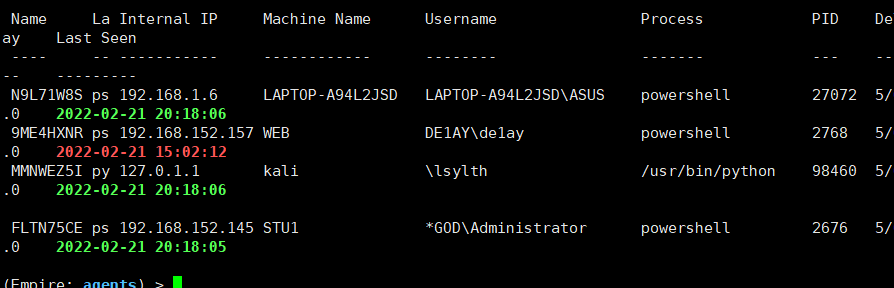 Name     La Internal IP     Machine Name      Username                  Process            PID     De
ay    Last Seen
----     -- -----------     ------------      --------                  -------            ---     --
--    ---------
N9L71W8S ps 192.168.1.6     LAPTOP-A94L2JSD   LAPTOP-A94L2JSD\ASUS      powershell         27072   5/
.0    2022-02-21 20:18:06
9ME4HXNR ps 192.168.152.157 WEB               DE1AY\de1ay               powershell         2768    5/
.0    2022-02-21 15:02:12
MMNWEZ5I py 127.0.1.1       kali              \lsylth                   /usr/bin/python    98460   5/
.0    2022-02-21 20:18:06
FLTN75CE ps 192.168.152.145 STU1              *GOD\Administrator        powershell         2676    5/
.0    2022-02-21 20:18:05
(Empire: agents) >